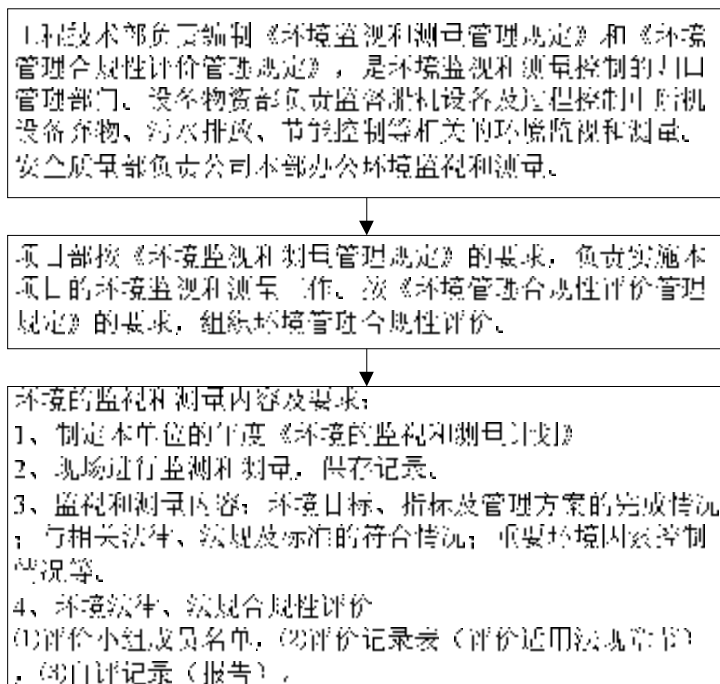 工程技术部负责编制《环境监视和测量管理规定》和《环境
管理合规性评价管理规定》，是环境监视和测量控制的归口
管理部门。设备物资部负责监督船机设备及过程控制中船机
设备弃物、污水排放、节能控制等相关的环境监视和测量。
安全质量部负责公司本部办公环境监视和测量。
项目部按《环境监视和测量管理规定》的要求，负责实施本
项目的环境监视和测量工作。按《环境管理合规性评价管理
规定》的要求，组织环境管理合规性评价。
环境的监视和测量内容及要求：
1、制定本单位的年度《环境的监视和测量计划》
2、现场进行监测和测量，保存记录。
3、监视和测量内容：环境目标、指标及管理方案的完成情况
；与相关法律、法规及标准的符合情况；重要环境因素控制
情况等。
4、环境法律、法规合规性评价
(1)评价小组成员名单，(2)评价记录表（评价适用法规章节）
，(3)自评记录（报告）。